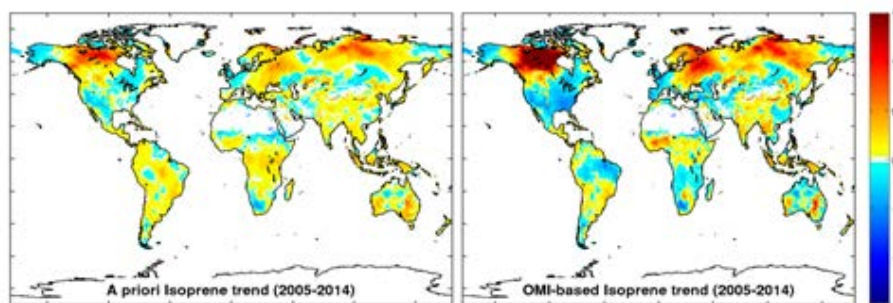 A priori Isoprene trend (2005-2014)
OMI-based Isoprene trend (2005-2014)